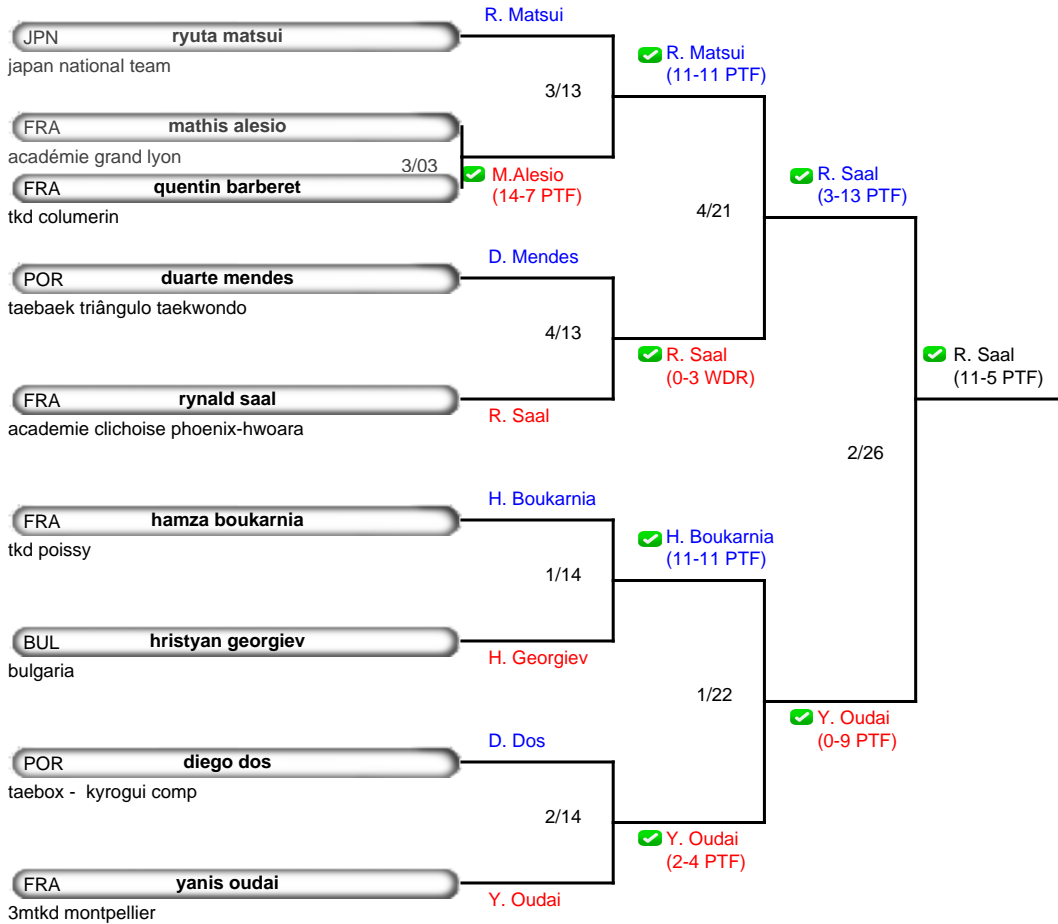 R. Matsui
JPN ryuta matsui
japan national team
R. Matsui
(11-11 PTF)
3/13
FRA mathis alesio
académie grand lyon
3/03
M.Alesio
(14-7 PTF)
FRA quentin barberet
tkd columerin
R. Saal
(3-13 PTF)
4/21
D. Mendes
POR duarte mendes
taebaek triângulo taekwondo
4/13
R. Saal
(0-3 WDR)
R. Saal
(11-5 PTF)
FRA rynald saal
R. Saal
academie clichoise phoenix-hwoara
2/26
H. Boukarnia
FRA hamza boukarnia
tkd poissy
H. Boukarnia
(11-11 PTF)
1/14
BUL hristyan georgiev
H. Georgiev
bulgaria
1/22
Y. Oudai
(0-9 PTF)
D. Dos
POR diego dos
taebox - kyrogui comp
2/14
Y. Oudai
(2-4 PTF)
FRA yanis oudai
Y. Oudai
3mtkd montpellier